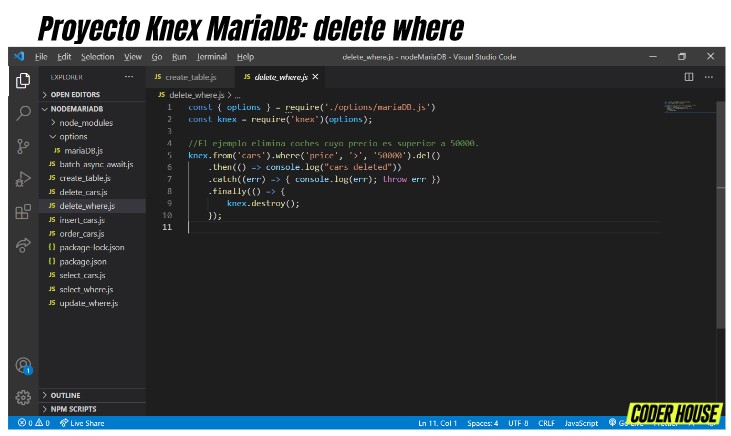 Proyecto Knex MariaDB: delete where
File Edit Selection View Go Run Terminal Help
delete_where.js - nodeMariaDB - Visual Studio Code
EXPLORER ...
OPEN EDITORS
NODEMARIADB
node_modules
options
JS mariaDB.js
JS batch_async_await.js
JS create_table.js
JS delete_cars.js
JS delete_where.js
JS insert_cars.js
JS order_cars.js
{} package-lock.json
{} package.json
JS select_cars.js
JS select_where.js
JS update_where.js
OUTLINE
NPM SCRIPTS
JS create_table.js
JS delete_where.js
JS delete_where.js > ...
1 const { options } = require('./options/mariaDB.js')
2 const knex = require('knex')(options);
3
4 //El ejemplo elimina coches cuyo precio es superior a 50000.
5 knex.from('cars').where('price', '>', '50000').del()
6 .then(() => console.log("cars deleted"))
7 .catch((err) => { console.log(err); throw err })
8 .finally(() => {
9 knex.destroy();
10 });
11
1
0 0 Live Share
Ln 11, Col 1 Spaces: 4 UTF-8 CRLF JavaScript
CODER HOUSE